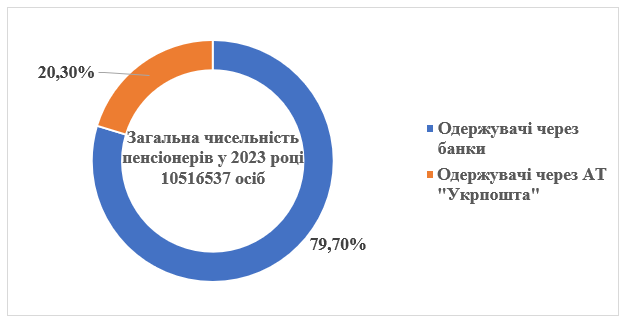 20,30%
Загальна чисельність
пенсіонерів у 2023 році
10516537 осіб
79,70%
Одержувачі через
банки
Одержувачі через АТ
"Укрпошта"